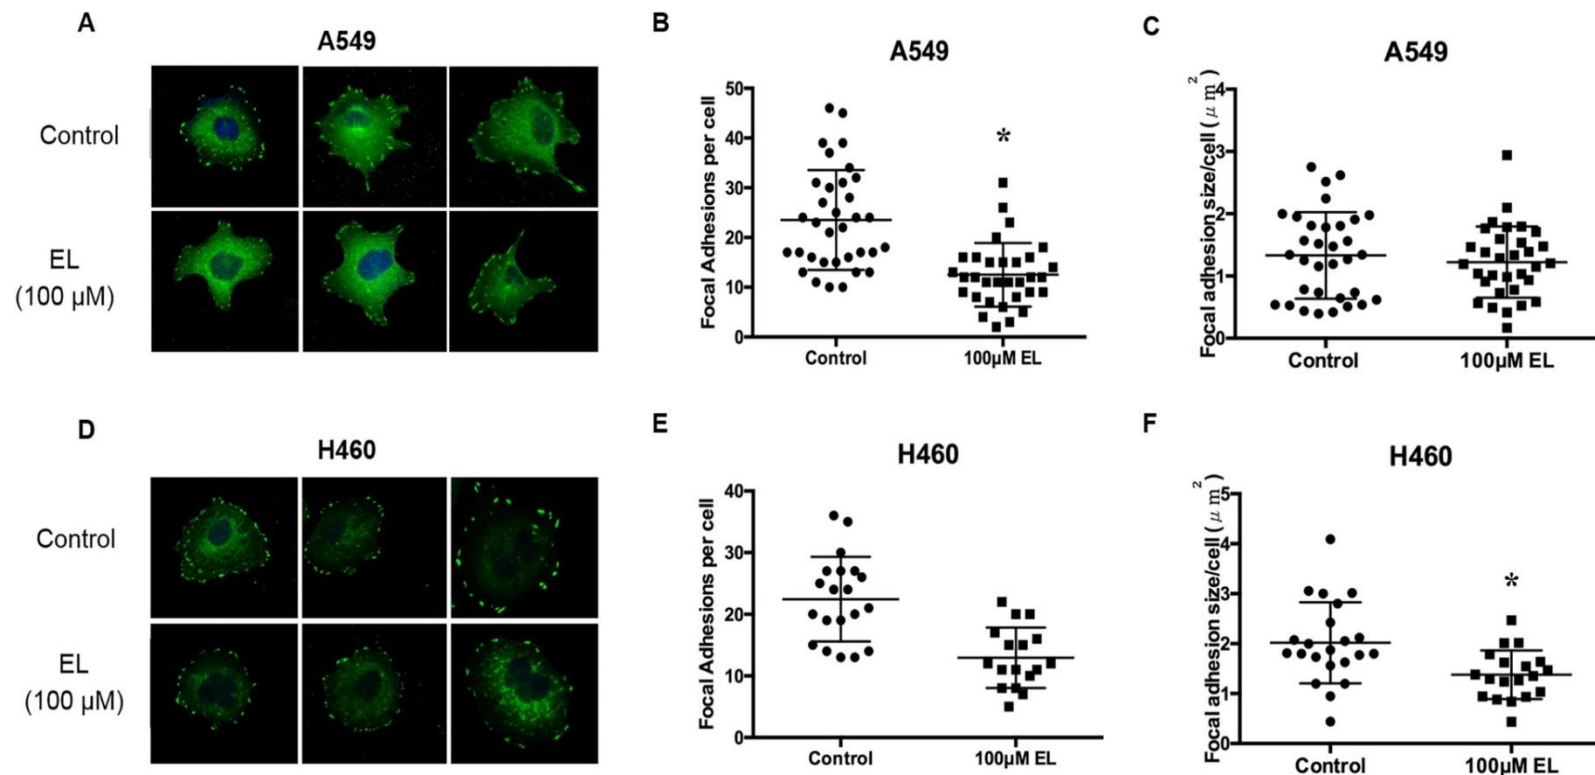 A
A549
Control
EL
(100 μM)
B
A549
Focal Adhesions per cell
50
40
30
20
10
0
*
Control
100μM EL
C
A549
Focal adhesion size/cell ( μ m ² )
4
3
2
1
0
Control
100μM EL
D
H460
Control
EL
(100 μM)
E
H460
Focal Adhesions per cell
40
30
20
10
0
Control
100μM EL
F
H460
Focal adhesion size/cell ( μ m ² )
5
4
3
2
1
0
*
Control
100μM EL